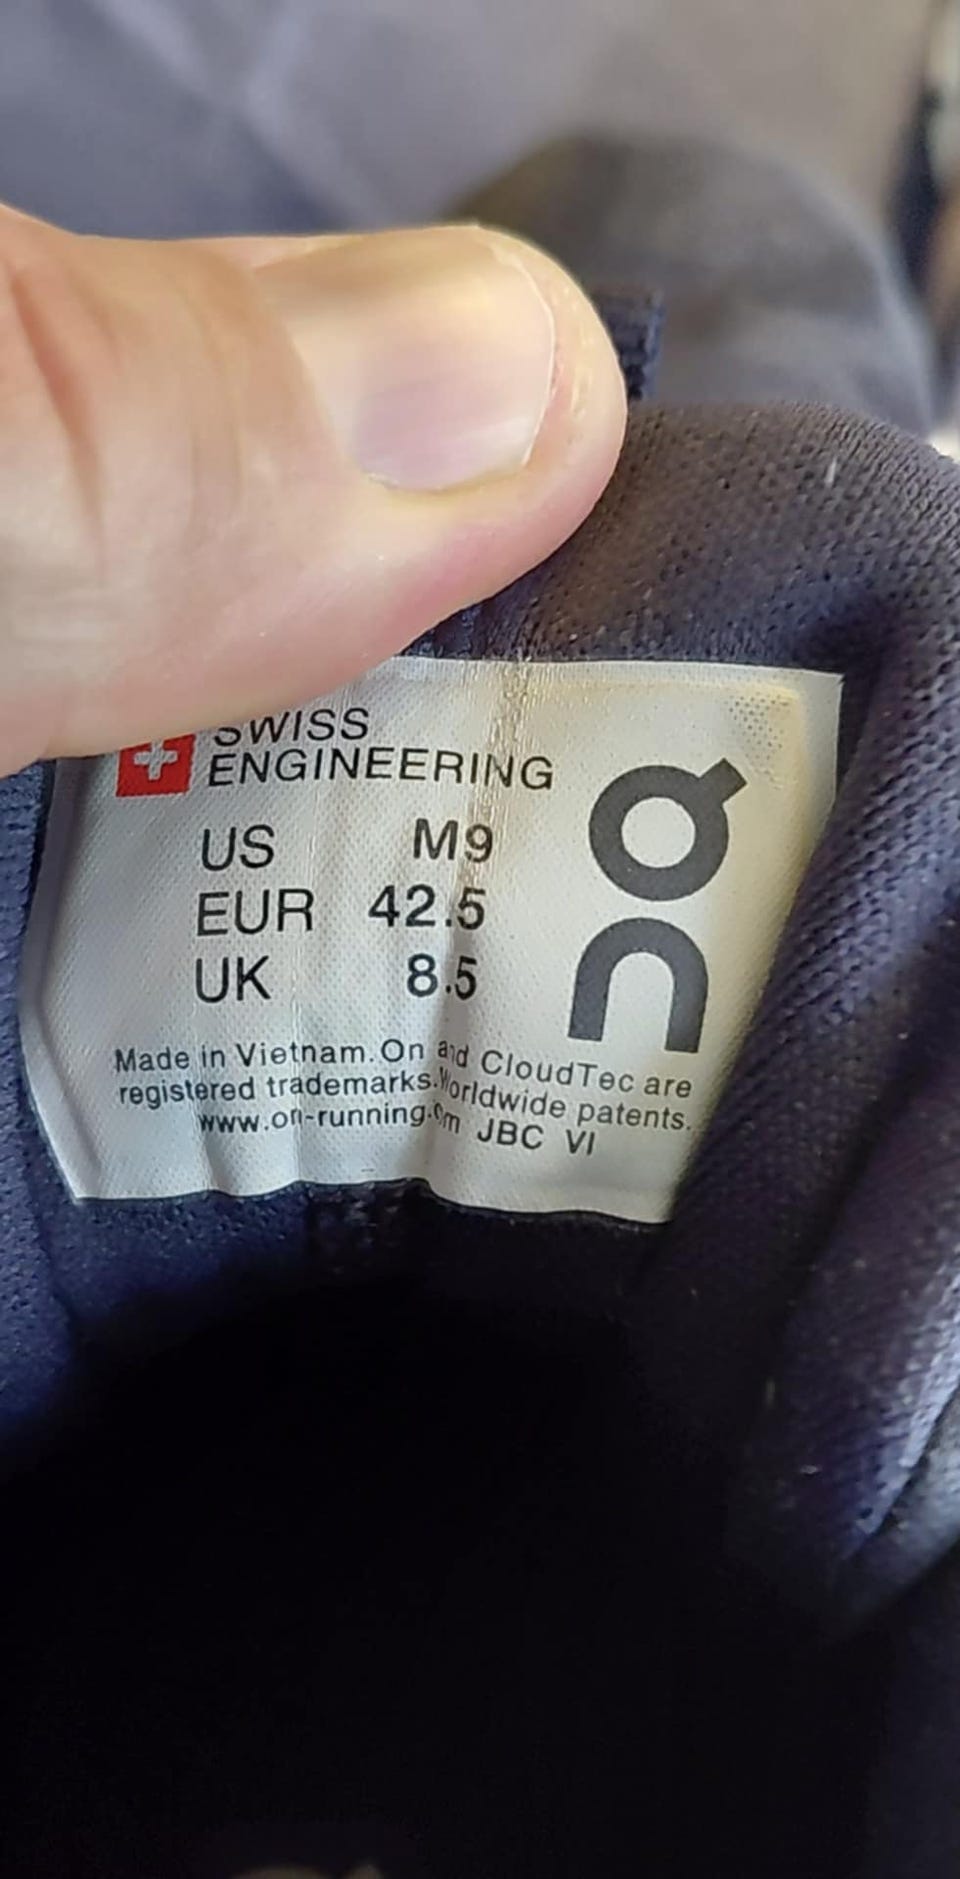 SWISS
ENGINEERING
US M9
EUR 42.5
UK 8.5
On
Made in Vietnam. On and CloudTec are
registered trademarks. Worldwide patents.
www.on-running.com JBC VI